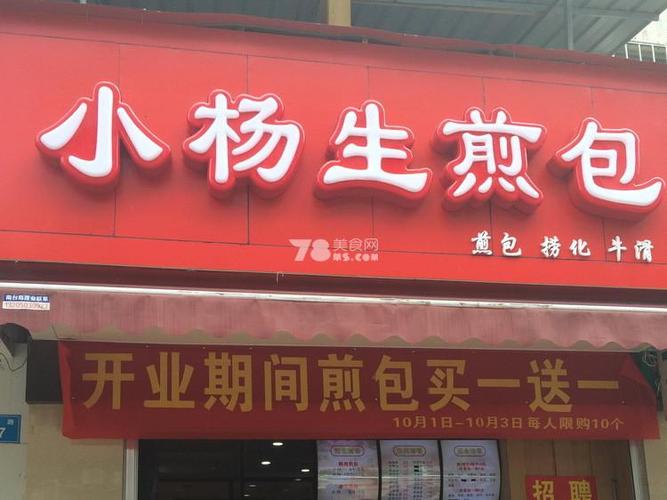 小杨生煎包
煎包 捞化 牛滑
78美食网
MS.COM
开业期间煎包买一送一
10月1日-10月3日每人限购10个
招聘
7